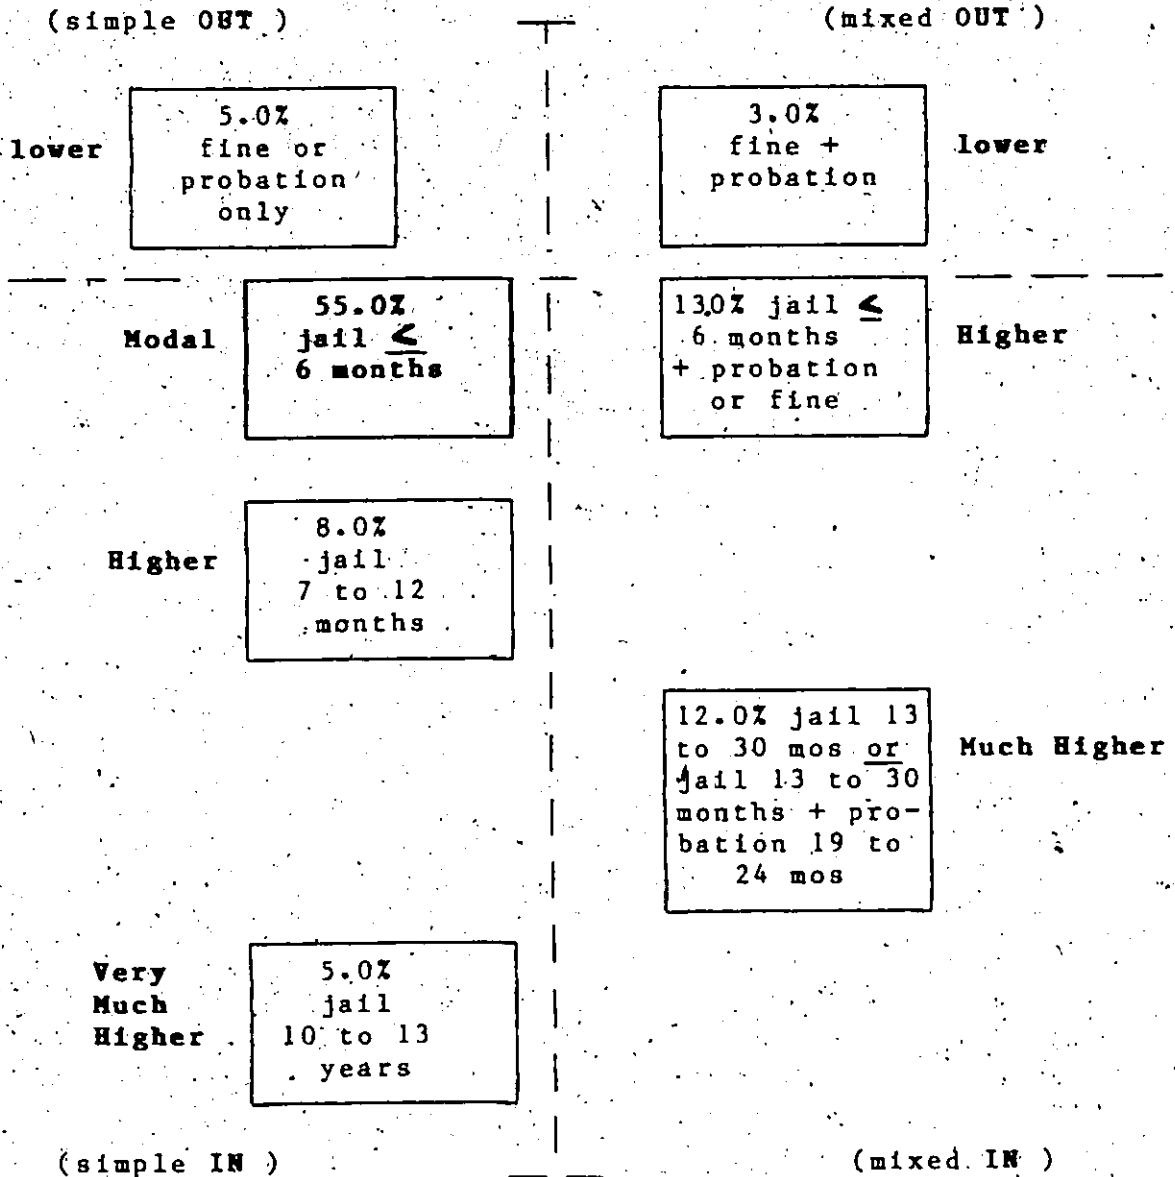 (simple OUT )
(mixed OUT )
lower
5.0%
fine or
probation
only
3.0%
fine +
probation
lower
Modal
55.0%
jail ≤
6 months
13.0% jail ≤
6 months
+ probation
or fine
Higher
Higher
8.0%
jail
7 to 12
months
12.0% jail 13
to 30 mos or
jail 13 to 30
months + pro-
bation 19 to
24 mos
Much Higher
Very
Much
Higher
5.0%
jail
10 to 13
years
(simple IN )
(mixed IN )